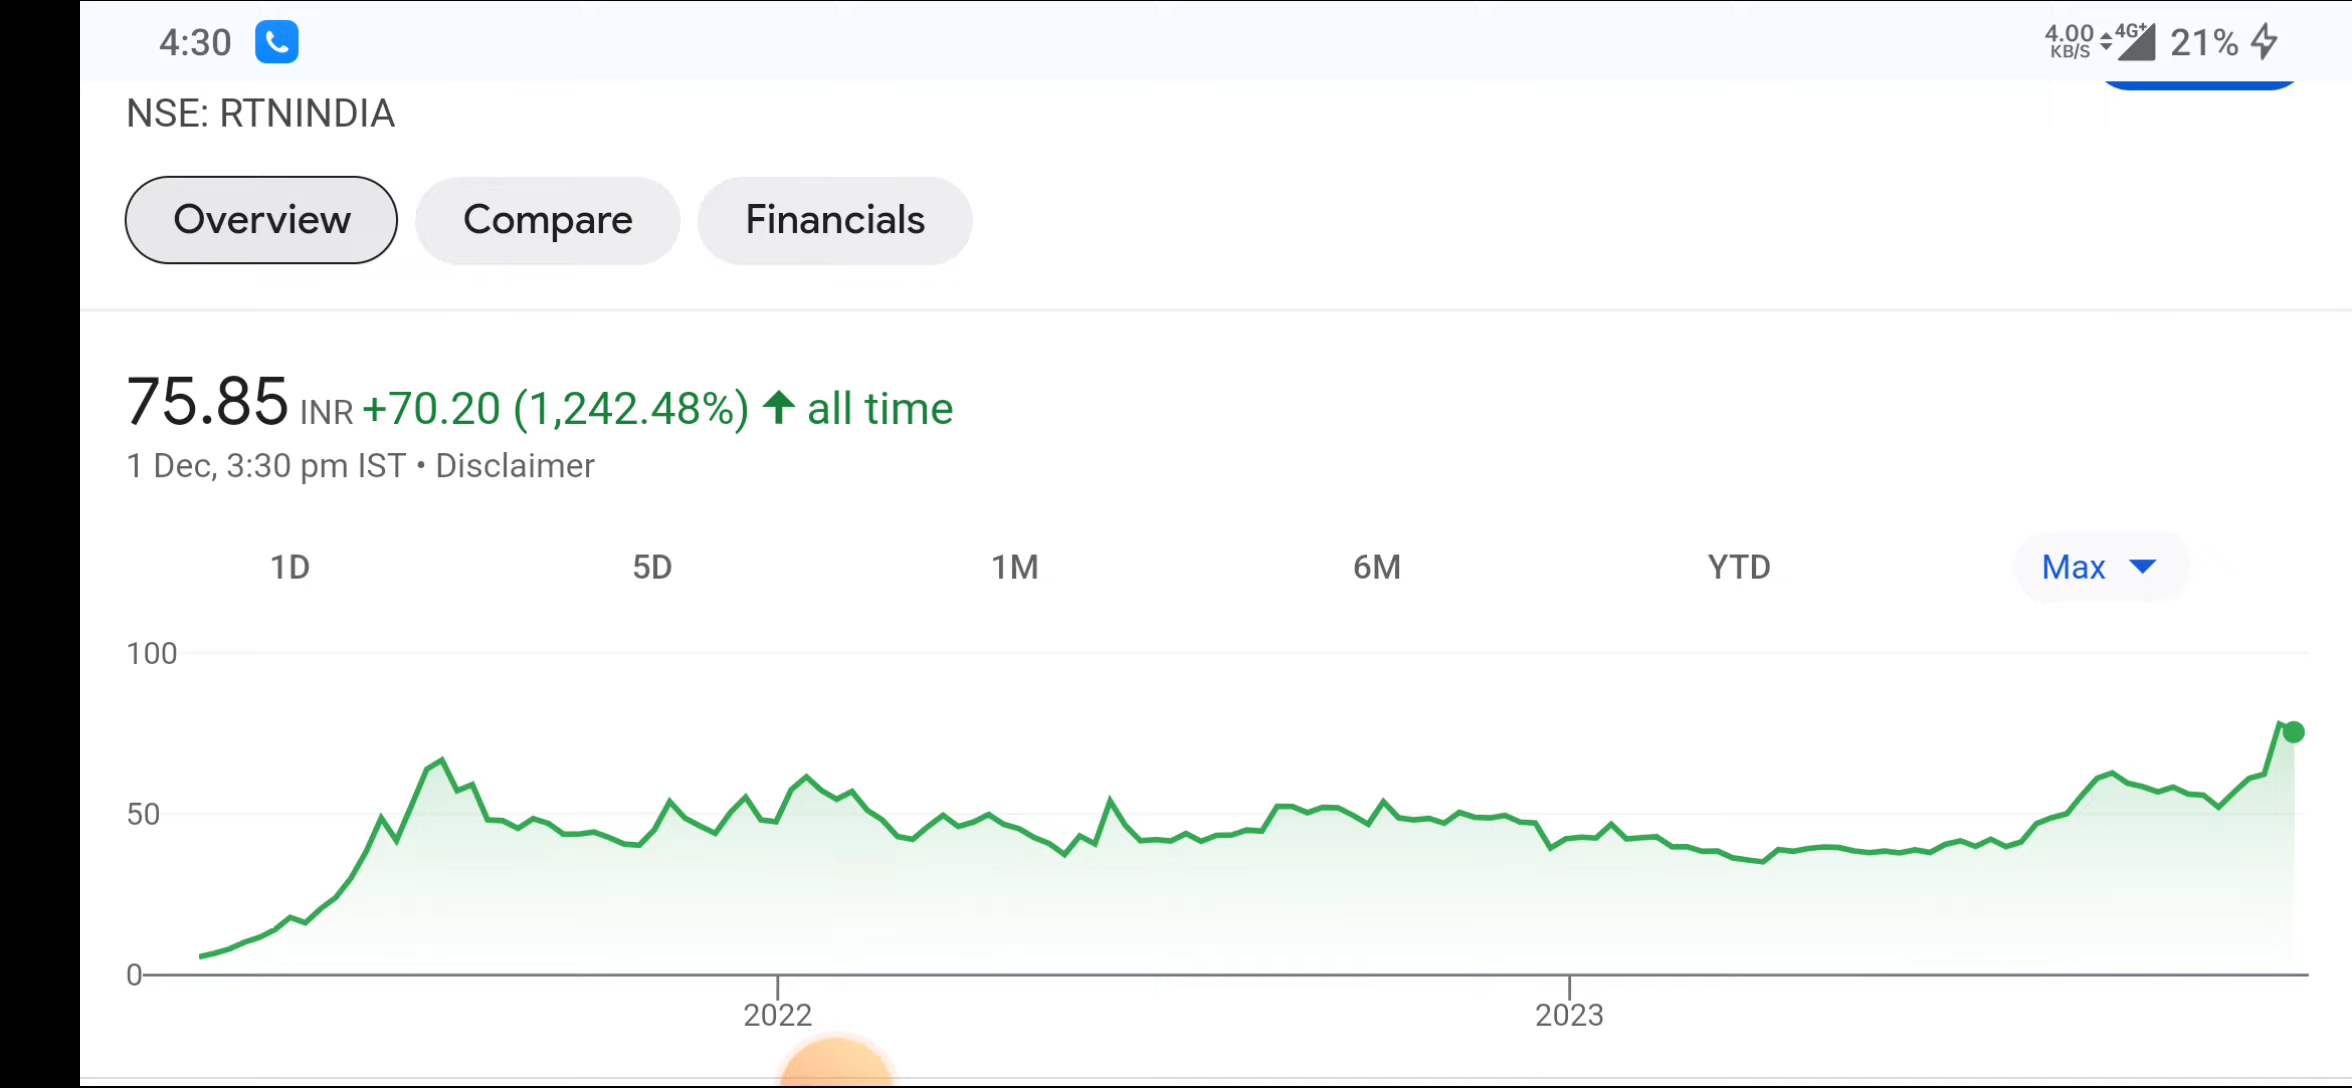 4:30
4.00 KB/S 4G+ 21%
NSE: RTNINDIA
Overview Compare Financials
75.85 INR +70.20 (1,242.48%) ↑ all time
1 Dec, 3:30 pm IST • Disclaimer
1D 5D 1M 6M YTD Max
100
50
0
2022 2023